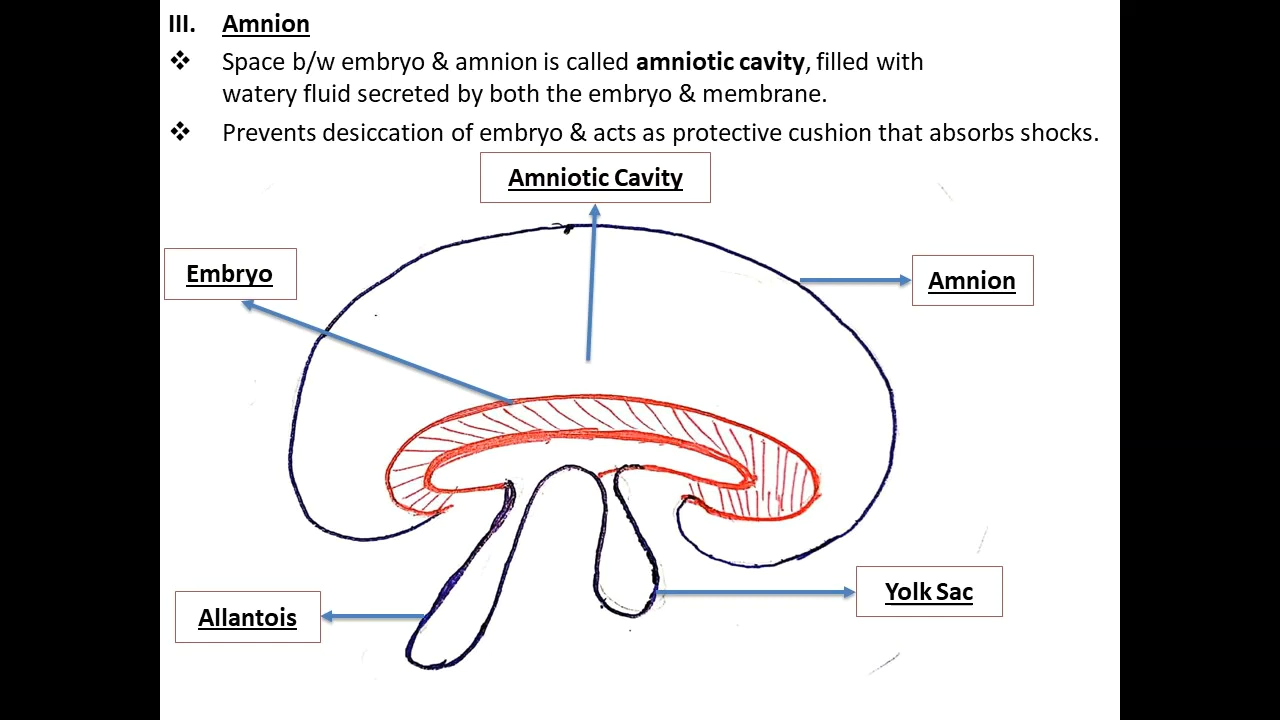 III. Amnion
❖ Space b/w embryo & amnion is called amniotic cavity, filled with
watery fluid secreted by both the embryo & membrane.
❖ Prevents desiccation of embryo & acts as protective cushion that absorbs shocks.
Amniotic Cavity
Embryo
Amnion
Yolk Sac
Allantois